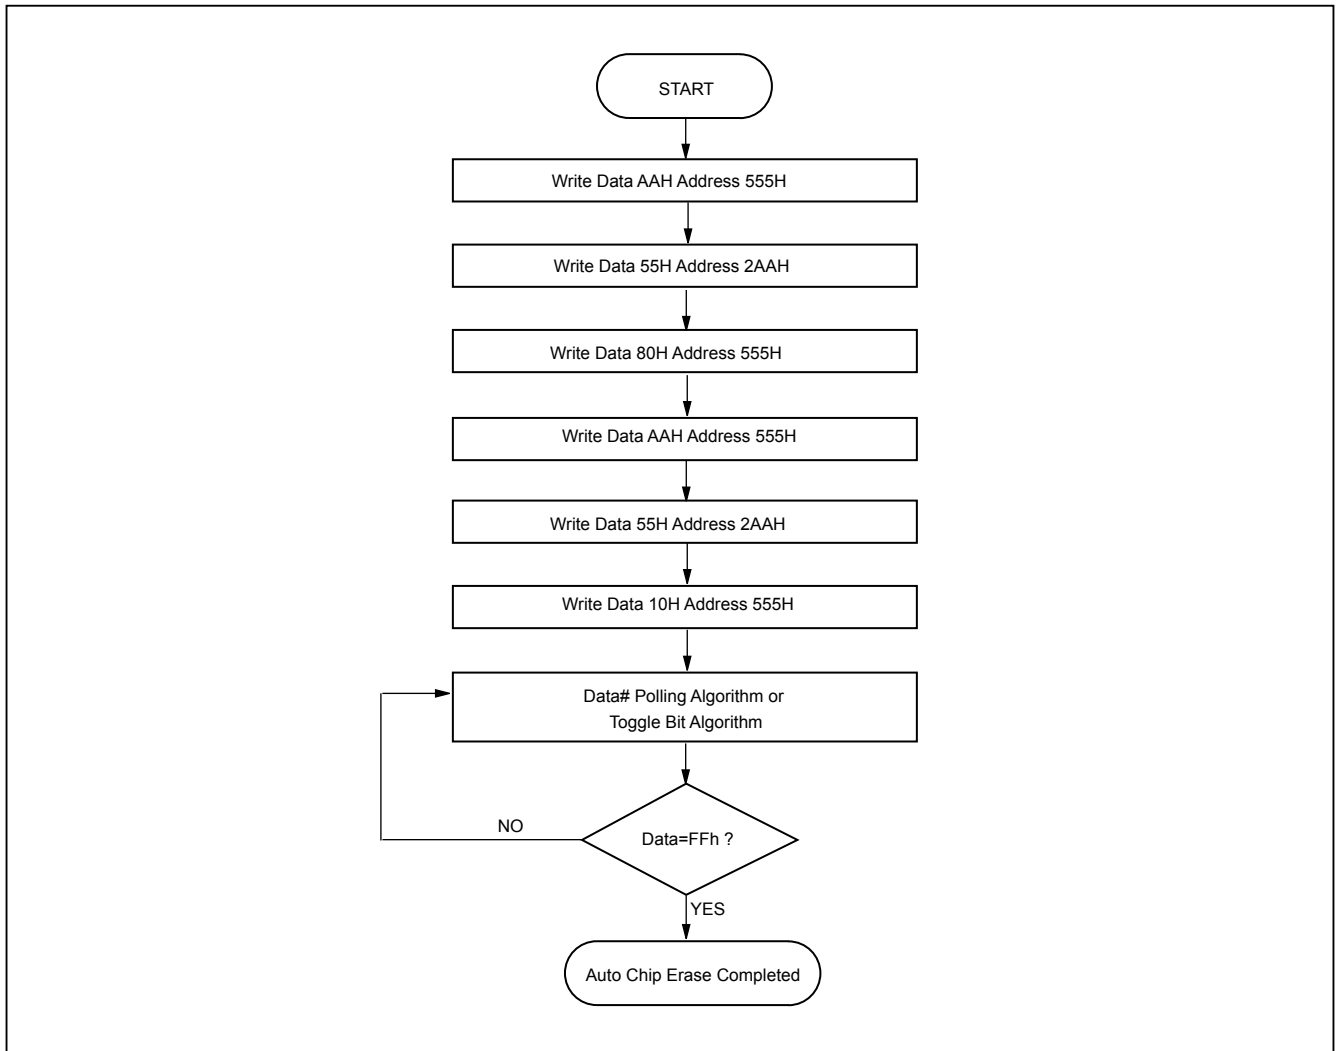 START
Write Data AAH Address 555H
Write Data 55H Address 2AAH
Write Data 80H Address 555H
Write Data AAH Address 555H
Write Data 55H Address 2AAH
Write Data 10H Address 555H
Data# Polling Algorithm or
Toggle Bit Algorithm
NO
Data=FFh ?
YES
Auto Chip Erase Completed